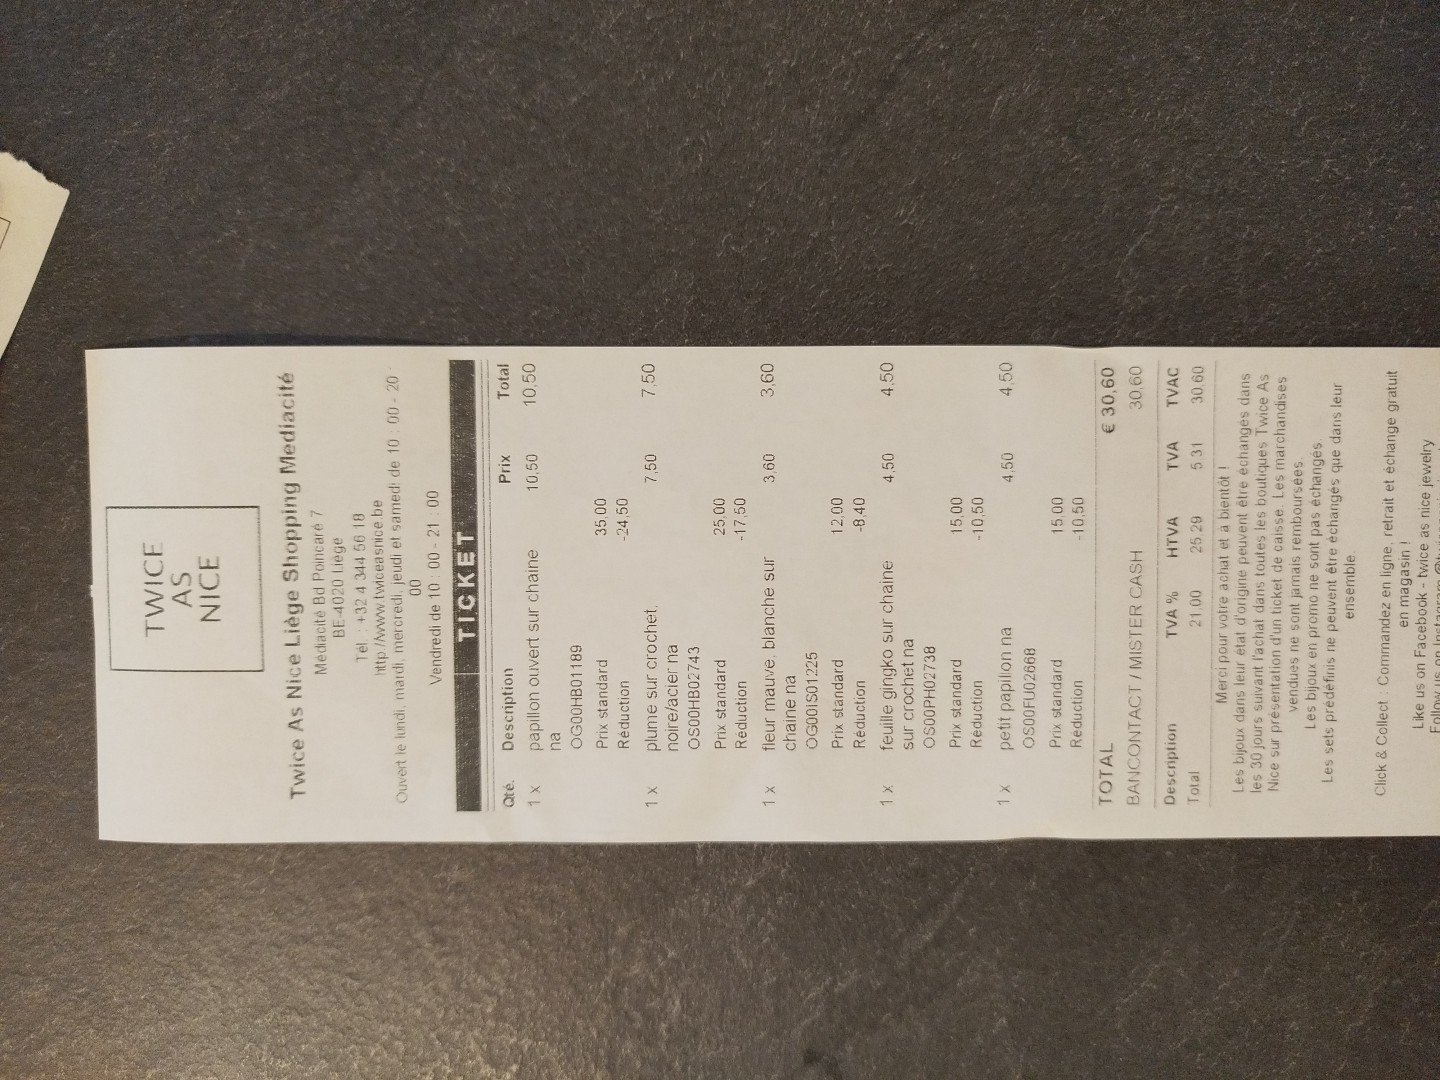 TWICE
AS
NICE
Twice As Nice Liège Shopping Mediacité
Médiacité Bd Poincaré 7
BE-4020 Liège
Tél. : +32 4 344 56 18
http://www.twiceasnice.be
Ouvert le lundi, mardi, mercredi, jeudi et samedi de 10 : 00 - 20 :
00
Vendredi de 10 : 00 - 21 : 00
TICKET
Qté. Description Prix Total
1 x papillon ouvert sur chaine 10,50 10,50
na
OG00HB01189
Prix standard 35,00
Réduction -24,50
1 x plume sur crochet, 7,50 7,50
noire/acier na
OS00HB02743
Prix standard 25,00
Réduction -17,50
1 x fleur mauve, blanche sur 3,60 3,60
chaine na
OG00IS01225
Prix standard 12,00
Réduction -8,40
1 x feuille gingko sur chaine 4,50 4,50
sur crochet na
OS00PH02738
Prix standard 15,00
Réduction -10,50
1 x petit papillon na 4,50 4,50
OS00FU02668
Prix standard 15,00
Réduction -10,50
TOTAL € 30,60
BANCONTACT / MISTER CASH 30,60
Description TVA % HTVA TVA TVAC
Total 21.00 25.29 5.31 30.60
Merci pour votre achat et a bientôt !
Les bijoux dans leur état d'origine peuvent être échangés dans
les 30 jours suivant l'achat dans toutes les boutiques Twice As
Nice sur présentation d'un ticket de caisse. Les marchandises
vendues ne sont jamais remboursées.
Les bijoux en promo ne sont pas échangés.
Les sets prédéfinis ne peuvent être échangés que dans leur
ensemble.
Click & Collect : Commandez en ligne, retrait et échange gratuit
en magasin !
Like us on Facebook - twice as nice jewelry
Follow us on Instagram